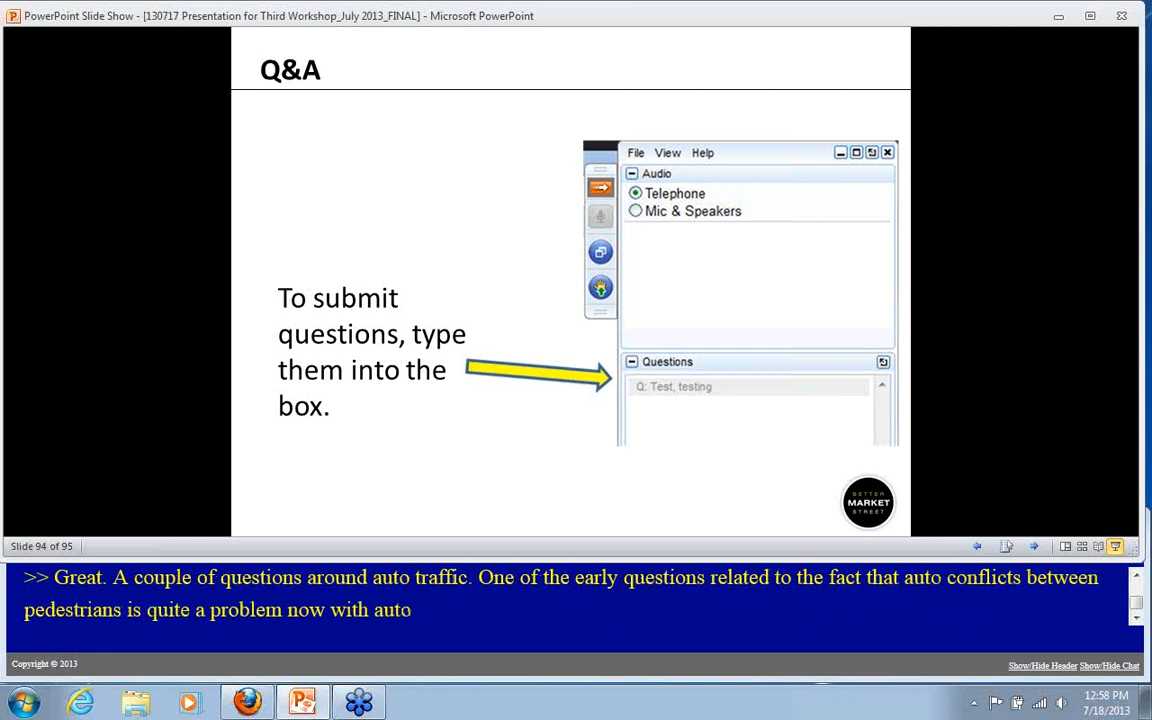 PowerPoint Slide Show - [130717 Presentation for Third Workshop_July 2013_FINAL] - Microsoft PowerPoint
Q&A
File View Help
Audio
Telephone
Mic & Speakers
To submit
questions, type
them into the
box.
Questions
Q: Test, testing
BETTER
MARKET
STREET
Slide 94 of 95
>> Great. A couple of questions around auto traffic. One of the early questions related to the fact that auto conflicts between
pedestrians is quite a problem now with auto
Copyright © 2013
Show/Hide Header Show/Hide Chat
12:58 PM
7/18/2013